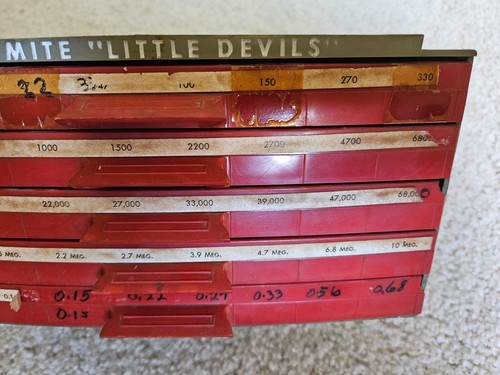 MITE "LITTLE DEVILS"
22 100 150 270 330
1000 1500 2200 2700 4700
22,000 27,000 33,000 39,000 47,000 68,000
MEG. 2.2 MEG. 2.7 MEG. 3.9 MEG. 4.7 MEG. 6.8 MEG. 10 MEG.
0.1 0.15 0.22 0.27 0.33 0.56 0.68
0.15